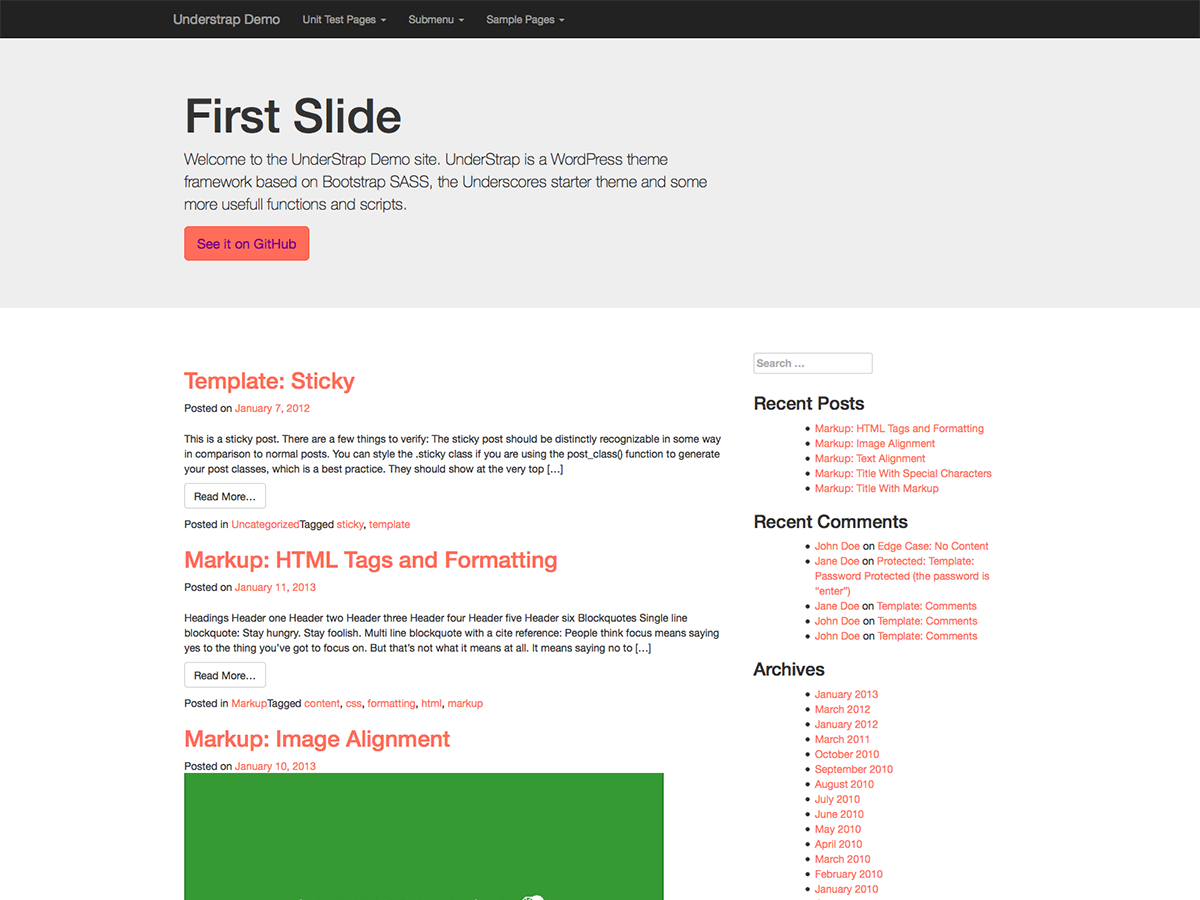 Understrap Demo Unit Test Pages Submenu Sample Pages
First Slide
Welcome to the UnderStrap Demo site. UnderStrap is a WordPress theme
framework based on Bootstrap SASS, the Underscores starter theme and some
more usefull functions and scripts.
See it on GitHub
Template: Sticky
Posted on January 7, 2012
This is a sticky post. There are a few things to verify: The sticky post should be distinctly recognizable in some way
in comparison to normal posts. You can style the .sticky class if you are using the post_class() function to generate
your post classes, which is a best practice. They should show at the very top [...]
Read More...
Posted in UncategorizedTagged sticky, template
Markup: HTML Tags and Formatting
Posted on January 11, 2013
Headings Header one Header two Header three Header four Header five Header six Blockquotes Single line
blockquote: Stay hungry. Stay foolish. Multi line blockquote with a cite reference: People think focus means saying
yes to the thing you’ve got to focus on. But that’s not what it means at all. It means saying no to [...]
Read More...
Posted in MarkupTagged content, css, formatting, html, markup
Markup: Image Alignment
Posted on January 10, 2013
Search ...
Recent Posts
Markup: HTML Tags and Formatting
Markup: Image Alignment
Markup: Text Alignment
Markup: Title With Special Characters
Markup: Title With Markup
Recent Comments
John Doe on Edge Case: No Content
Jane Doe on Protected: Template:
Password Protected (the password is
“enter”)
Jane Doe on Template: Comments
John Doe on Template: Comments
John Doe on Template: Comments
Archives
January 2013
March 2012
January 2012
March 2011
October 2010
September 2010
August 2010
July 2010
June 2010
May 2010
April 2010
March 2010
February 2010
January 2010